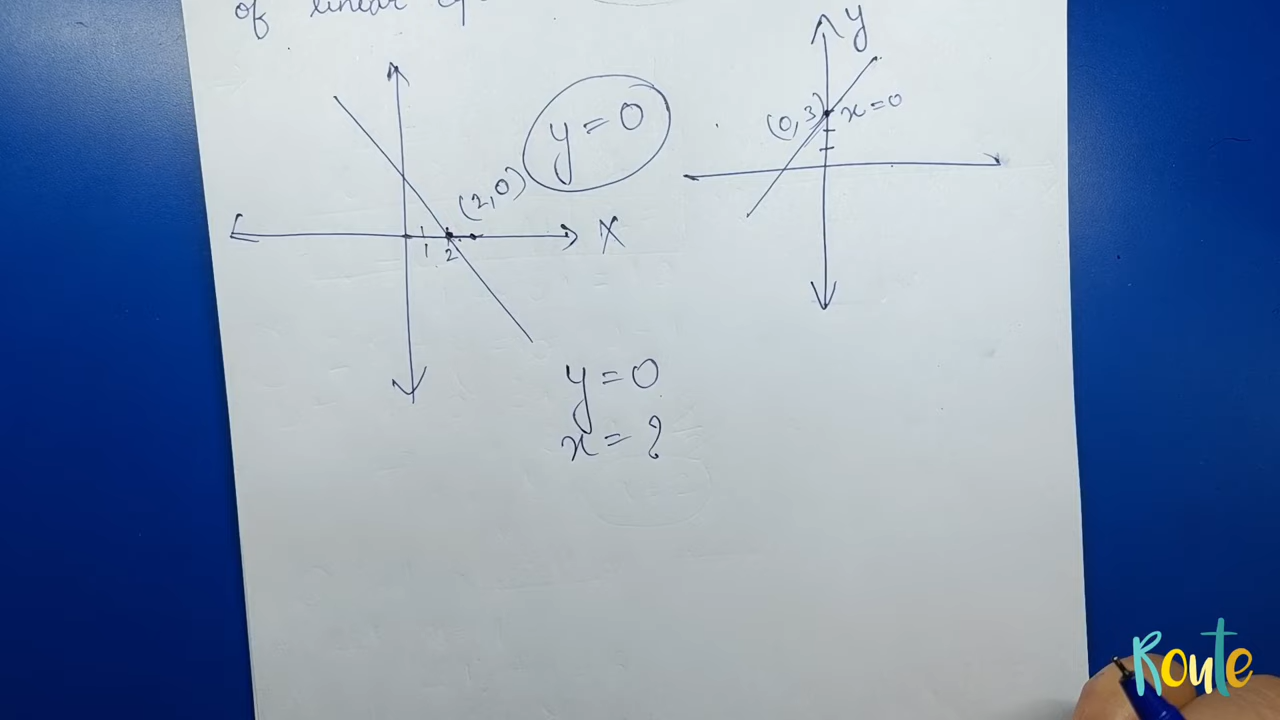 of linear
y
y = 0
(0,3) x = 0
(2,0)
X
1 2
y = 0
x = ?
Route